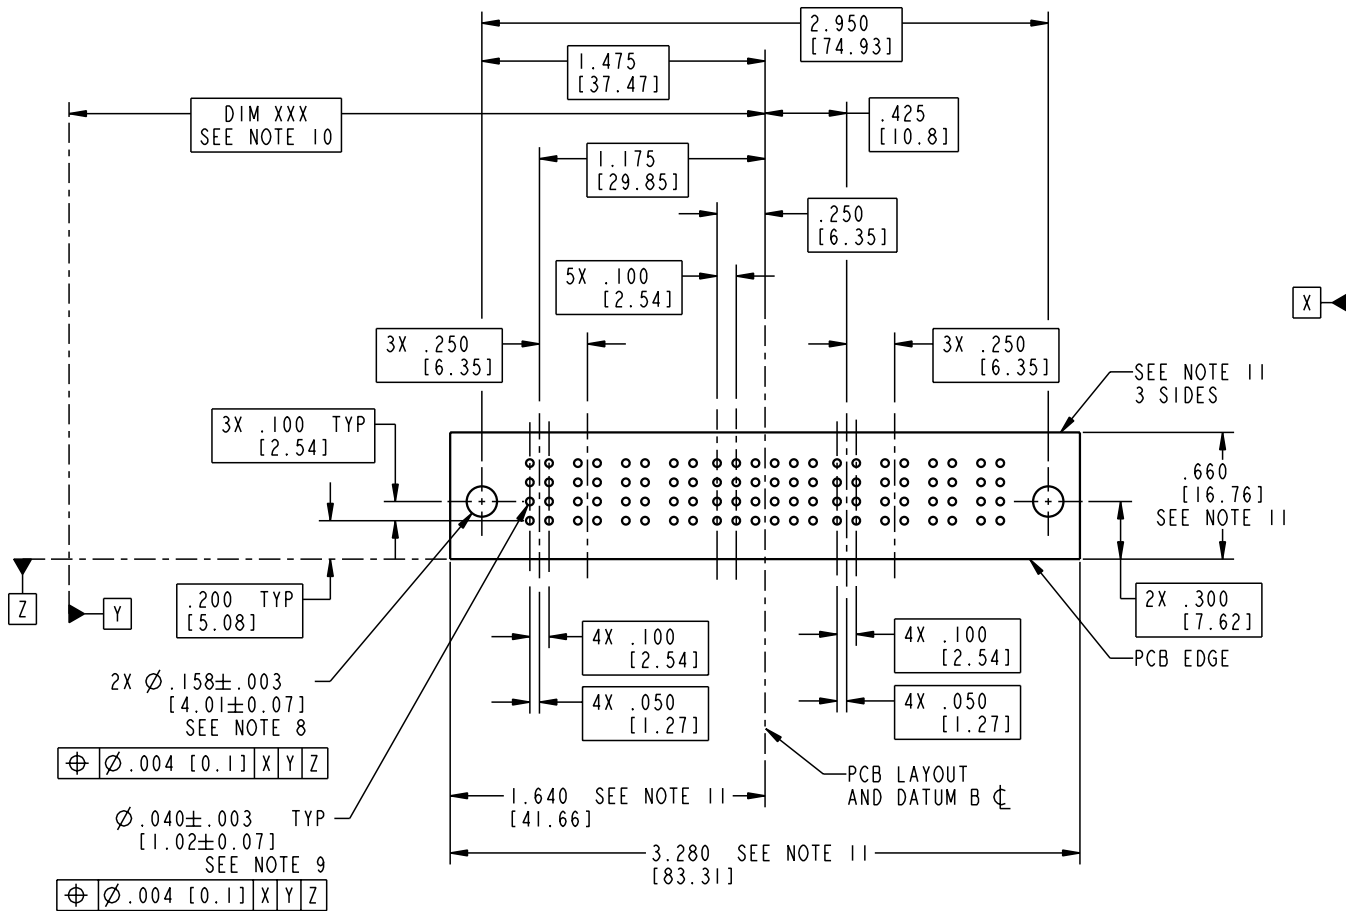 2.950
[74.93]
1.475
[37.47]
DIM XXX
SEE NOTE 10
.425
[10.8]
1.175
[29.85]
.250
[6.35]
5X .100
[2.54]
X
3X .250
[6.35]
3X .250
[6.35]
SEE NOTE 11
3 SIDES
3X .100 TYP
[2.54]
.660
[16.76]
SEE NOTE 11
Z
Y
.200 TYP
[5.08]
2X .300
[7.62]
4X .100
[2.54]
4X .100
[2.54]
PCB EDGE
2X Ø.158±.003
[4.01±0.07]
SEE NOTE 8
4X .050
[1.27]
4X .050
[1.27]
⌖ Ø.004 [0.1] X Y Z
PCB LAYOUT
AND DATUM B ℄
1.640 SEE NOTE 11
[41.66]
Ø.040±.003 TYP
[1.02±0.07]
SEE NOTE 9
3.280 SEE NOTE 11
[83.31]
⌖ Ø.004 [0.1] X Y Z